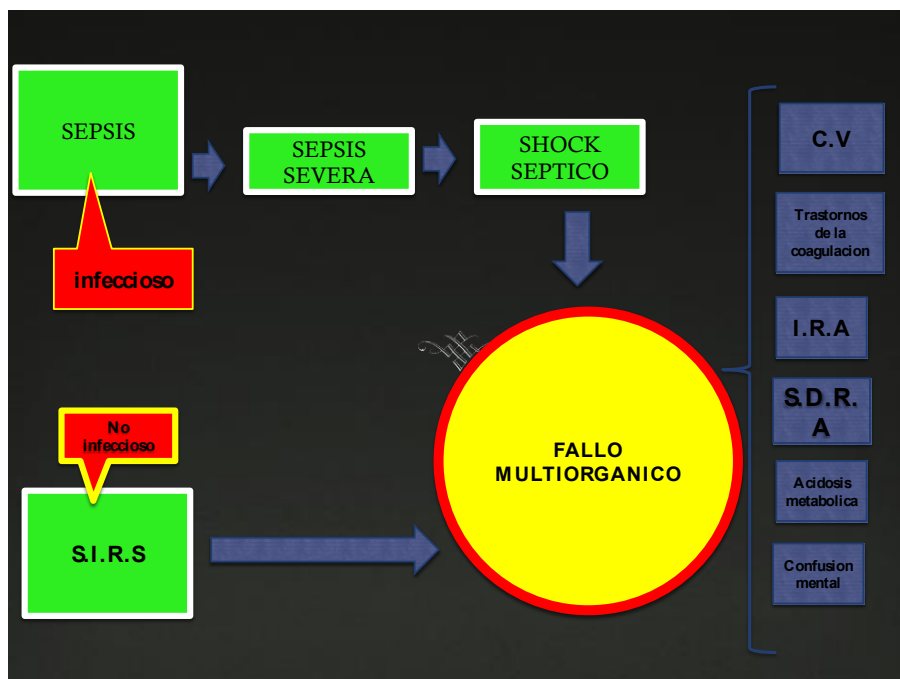 SEPSIS
SEPSIS
SEVERA
SHOCK
SEPTICO
infeccioso
No
infeccioso
S.I.R.S
FALLO
MULTIORGANICO
C.V
Trastornos
de la
coagulacion
I.R.A
S.D.R.
A
Acidosis
metabolica
Confusion
mental